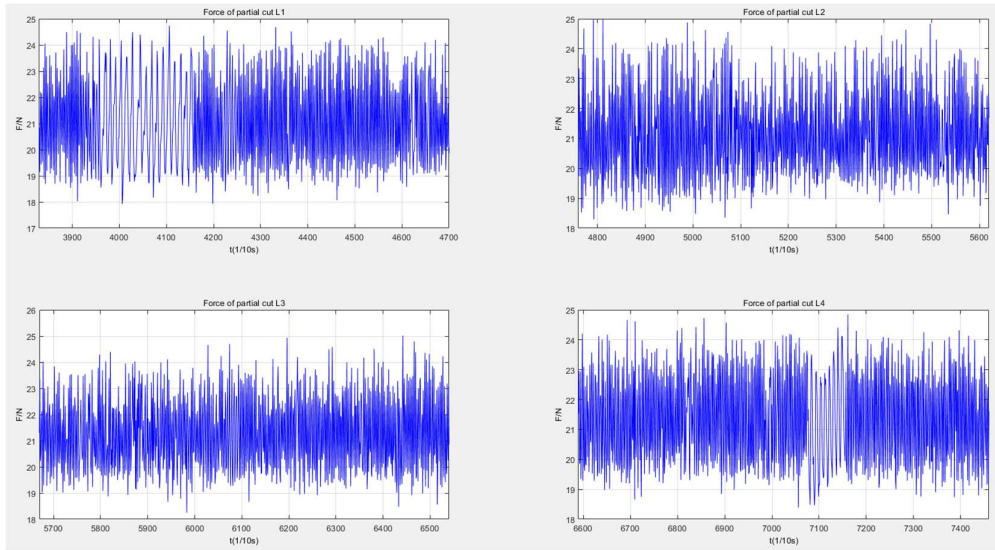 Force of partial cut L1
25
24
23
22
21
20
19
18
17
F/N
3900 4000 4100 4200 4300 4400 4500 4600 4700
t(1/10s)
Force of partial cut L2
25
24
23
22
21
20
19
18
F/N
4800 4900 5000 5100 5200 5300 5400 5500 5600
t(1/10s)
Force of partial cut L3
26
25
24
23
22
21
20
19
18
F/N
5700 5800 5900 6000 6100 6200 6300 6400 6500
t(1/10s)
Force of partial cut L4
25
24
23
22
21
20
19
18
F/N
6600 6700 6800 6900 7000 7100 7200 7300 7400
t(1/10s)